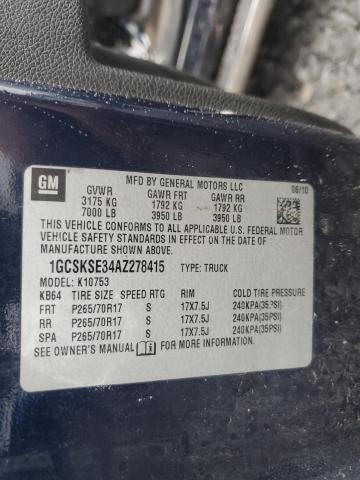 GM
MFD BY GENERAL MOTORS LLC 06/10
GVWR GAWR FRT GAWR RR
3175 KG 1792 KG 1792 KG
7000 LB 3950 LB 3950 LB
THIS VEHICLE CONFORMS TO ALL APPLICABLE U.S. FEDERAL MOTOR
VEHICLE SAFETY STANDARDS IN EFFECT ON THE DATE OF
MANUFACTURE SHOWN ABOVE.
1GCSKSE34AZ278415 TYPE: TRUCK
MODEL: K10753
KB64 TIRE SIZE SPEED RTG RIM COLD TIRE PRESSURE
FRT P265/70R17 S 17X7.5J 240KPA(35PSI)
RR P265/70R17 S 17X7.5J 240KPA(35PSI)
SPA P265/70R17 S 17X7.5J 240KPA(35PSI)
SEE OWNER'S MANUAL FOR ADDITIONAL INFORMATION.